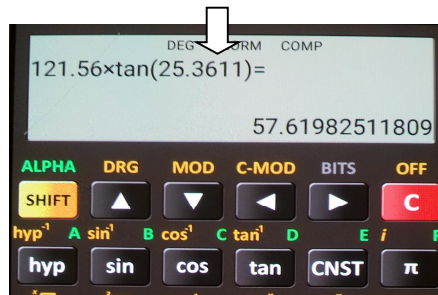 DEG NORM COMP
121.56×tan(25.3611)=
57.61982511809
ALPHA DRG MOD C-MOD BITS OFF
SHIFT ▲ ▼ ◄ ► C
hyp⁻¹ A sin⁻¹ B cos⁻¹ C tan⁻¹ D E i F
hyp sin cos tan CNST π